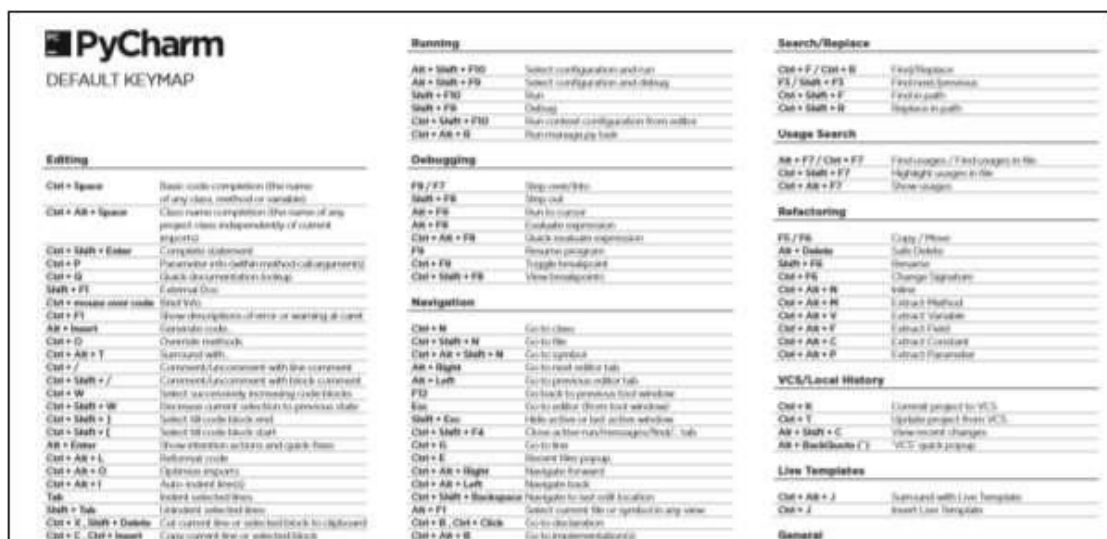 PC PyCharm
DEFAULT KEYMAP
Editing
Ctrl + Space Basic code completion (the name
of any class, method or variable)
Ctrl + Alt + Space Class name completion (the name of any
project class independently of current
imports)
Ctrl + Shift + Enter Complete statement
Ctrl + P Parameter info (within method call arguments)
Ctrl + Q Quick documentation lookup
Shift + F1 External Doc
Ctrl + mouse over code Brief Info
Ctrl + F1 Show descriptions of error or warning at caret
Alt + Insert Generate code...
Ctrl + O Override methods
Ctrl + Alt + T Surround with...
Ctrl + / Comment/uncomment with line comment
Ctrl + Shift + / Comment/uncomment with block comment
Ctrl + W Select successively increasing code blocks
Ctrl + Shift + W Decrease current selection to previous state
Ctrl + Shift + ] Select till code block end
Ctrl + Shift + [ Select till code block start
Alt + Enter Show intention actions and quick-fixes
Ctrl + Alt + L Reformat code
Ctrl + Alt + O Optimize imports
Ctrl + Alt + I Auto-indent line(s)
Tab Indent selected lines
Shift + Tab Unindent selected lines
Ctrl + X , Shift + Delete Cut current line or selected block to clipboard
Ctrl + C , Ctrl + Insert Copy current line or selected block
Running
Alt + Shift + F10 Select configuration and run
Alt + Shift + F9 Select configuration and debug
Shift + F10 Run
Shift + F9 Debug
Ctrl + Shift + F10 Run context configuration from editor
Ctrl + Alt + R Run manage.py task
Debugging
F8 / F7 Step over/into
Shift + F8 Step out
Alt + F9 Run to cursor
Alt + F8 Evaluate expression
Ctrl + Alt + F8 Quick evaluate expression
F9 Resume program
Ctrl + F8 Toggle breakpoint
Ctrl + Shift + F8 View breakpoints
Navigation
Ctrl + N Go to class
Ctrl + Shift + N Go to file
Ctrl + Alt + Shift + N Go to symbol
Alt + Right Go to next editor tab
Alt + Left Go to previous editor tab
F12 Go back to previous tool window
Esc Go to editor (from tool window)
Shift + Esc Hide active or last active window
Ctrl + Shift + F4 Close active run/messages/find/... tab
Ctrl + G Go to line
Ctrl + E Recent files popup
Ctrl + Alt + Right Navigate forward
Ctrl + Alt + Left Navigate back
Ctrl + Shift + Backspace Navigate to last edit location
Alt + F1 Select current file or symbol in any view
Ctrl + B , Ctrl + Click Go to declaration
Ctrl + Alt + B Go to implementation(s)
Search/Replace
Ctrl + F / Ctrl + R Find/Replace
F3 / Shift + F3 Find next/previous
Ctrl + Shift + F Find in path
Ctrl + Shift + R Replace in path
Usage Search
Alt + F7 / Ctrl + F7 Find usages / Find usages in file
Ctrl + Shift + F7 Highlight usages in file
Ctrl + Alt + F7 Show usages
Refactoring
F5 / F6 Copy / Move
Alt + Delete Safe Delete
Shift + F6 Rename
Ctrl + F6 Change Signature
Ctrl + Alt + N Inline
Ctrl + Alt + M Extract Method
Ctrl + Alt + V Extract Variable
Ctrl + Alt + F Extract Field
Ctrl + Alt + C Extract Constant
Ctrl + Alt + P Extract Parameter
VCS/Local History
Ctrl + K Commit project to VCS
Ctrl + T Update project from VCS
Alt + Shift + C View recent changes
Alt + BackQuote (`) 'VCS' quick popup
Live Templates
Ctrl + Alt + J Surround with Live Template
Ctrl + J Insert Live Template
General